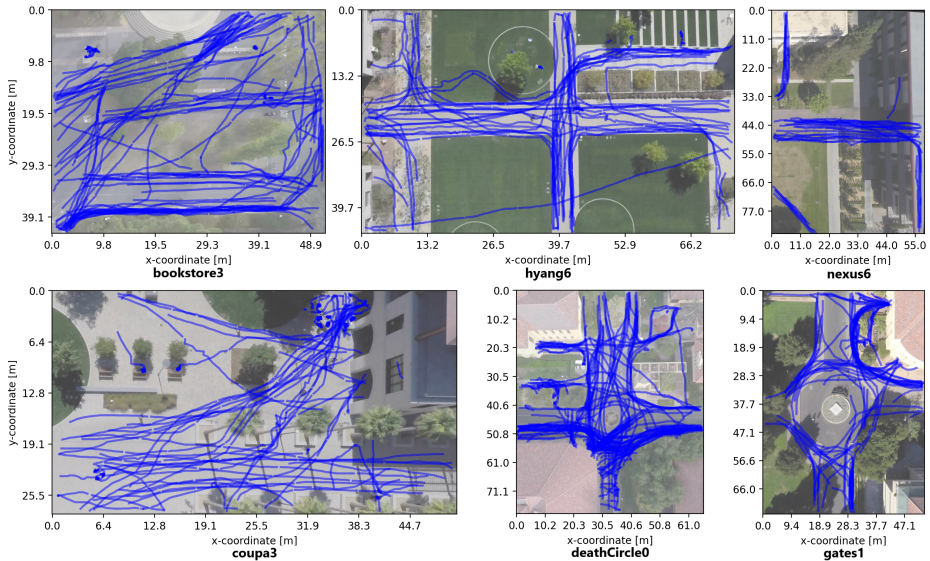 0.0
9.8
19.5
29.3
39.1
y-coordinate [m]
0.0 9.8 19.5 29.3 39.1 48.9
x-coordinate [m]
bookstore3
0.0
13.2
26.5
39.7
0.0 13.2 26.5 39.7 52.9 66.2
x-coordinate [m]
hyang6
0.0
11.0
22.0
33.0
44.0
55.0
66.0
77.0
0.0 11.0 22.0 33.0 44.0 55.0
x-coordinate [m]
nexus6
0.0
6.4
12.8
19.1
25.5
y-coordinate [m]
0.0 6.4 12.8 19.1 25.5 31.9 38.3 44.7
x-coordinate [m]
coupa3
0.0
10.2
20.3
30.5
40.6
50.8
61.0
71.1
0.0 10.2 20.3 30.5 40.6 50.8 61.0
x-coordinate [m]
deathCircle0
0.0
9.4
18.9
28.3
37.7
47.1
56.6
66.0
0.0 9.4 18.9 28.3 37.7 47.1
x-coordinate [m]
gates1